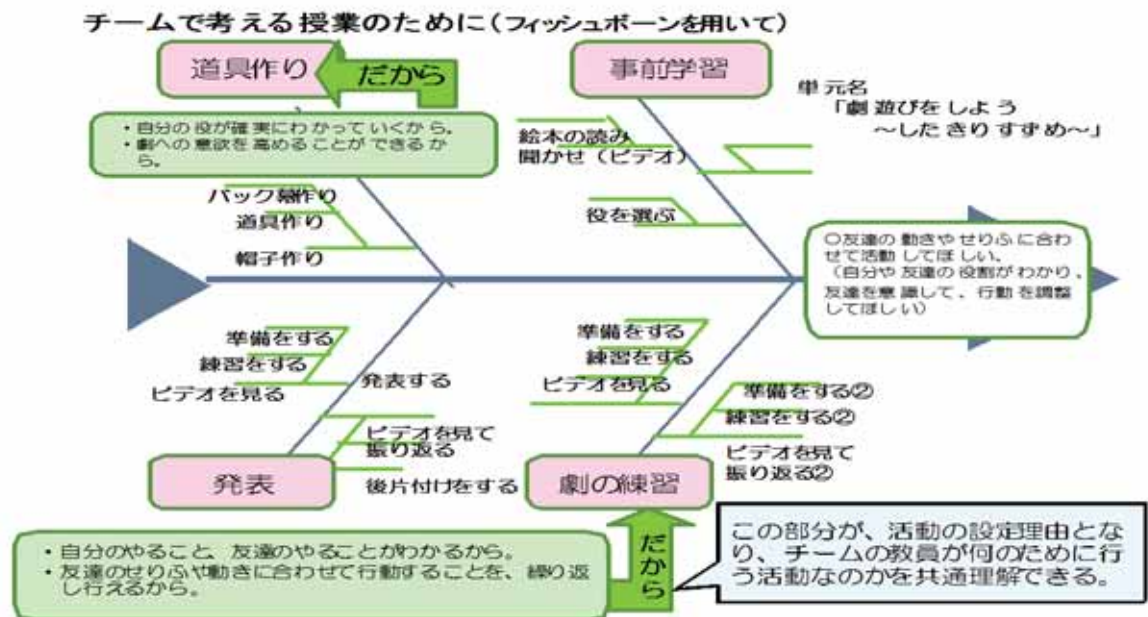 チームで考える授業のために(フィッシュボーンを用いて)
道具作り
だから
事前学習
単元名
「劇遊びをしよう
～したきりすずめ～」
・自分の役が確実にわかっていくから。
・劇への意欲を高めることができるか
ら。
絵本の読み
聞かせ(ビデオ)
バック幕作り
道具作り
帽子作り
役を選ぶ
〇友達の動きやせりふに合わ
せて活動してほしい。
(自分や友達の役割がわかり、
友達を意識して、行動を調整
してほしい)
準備をする
練習をする
ビデオを見る
発表する
ビデオを見て
振り返る
後片付けをする
準備をする
練習をする
ビデオを見る
準備をする②
練習をする②
ビデオを見て
振り返る②
発表
劇の練習
・自分のやること、友達のやることがわかるから。
・友達のせりふや動きに合わせて行動することを、繰り返
し行えるから。
だから
この部分が、活動の設定理由とな
り、チームの教員が何のために行
う活動なのかを共通理解できる。